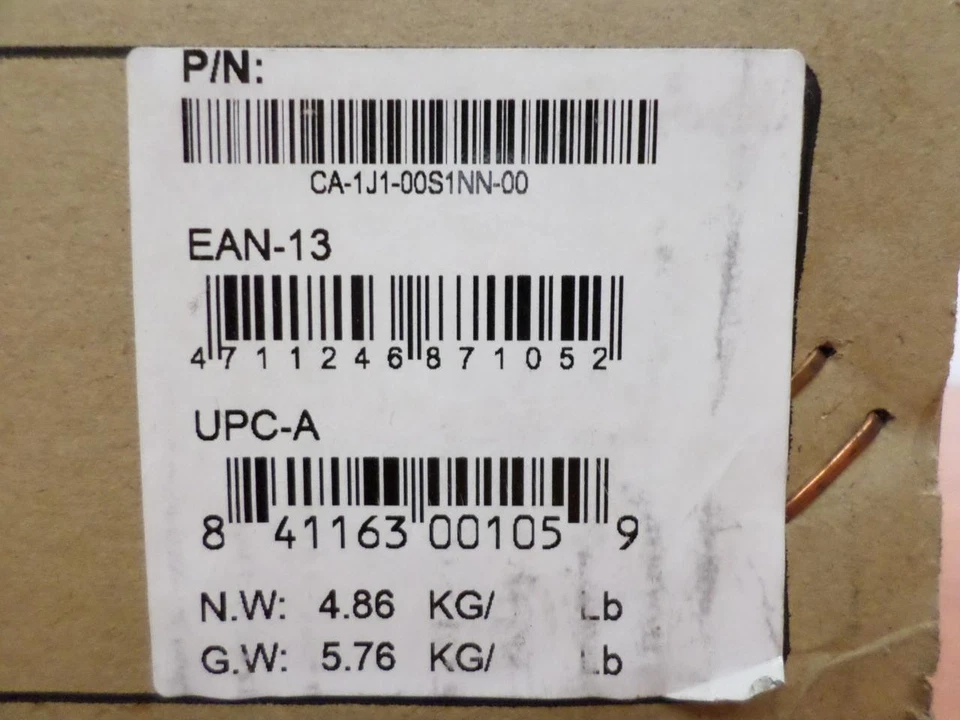 P/N:
CA-1J1-00S1NN-00
EAN-13
4 711246 871052
UPC-A
8 41163 00105 9
N.W: 4.86 KG/ Lb
G.W: 5.76 KG/ Lb